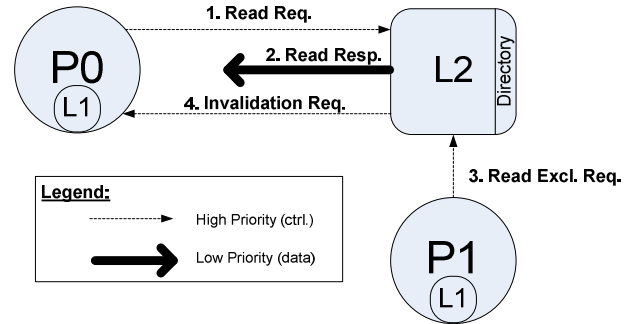 1. Read Req.
P0
L1
2. Read Resp.
L2
Directory
4. Invalidation Req.
3. Read Excl. Req.
Legend:
High Priority (ctrl.)
Low Priority (data)
P1
L1